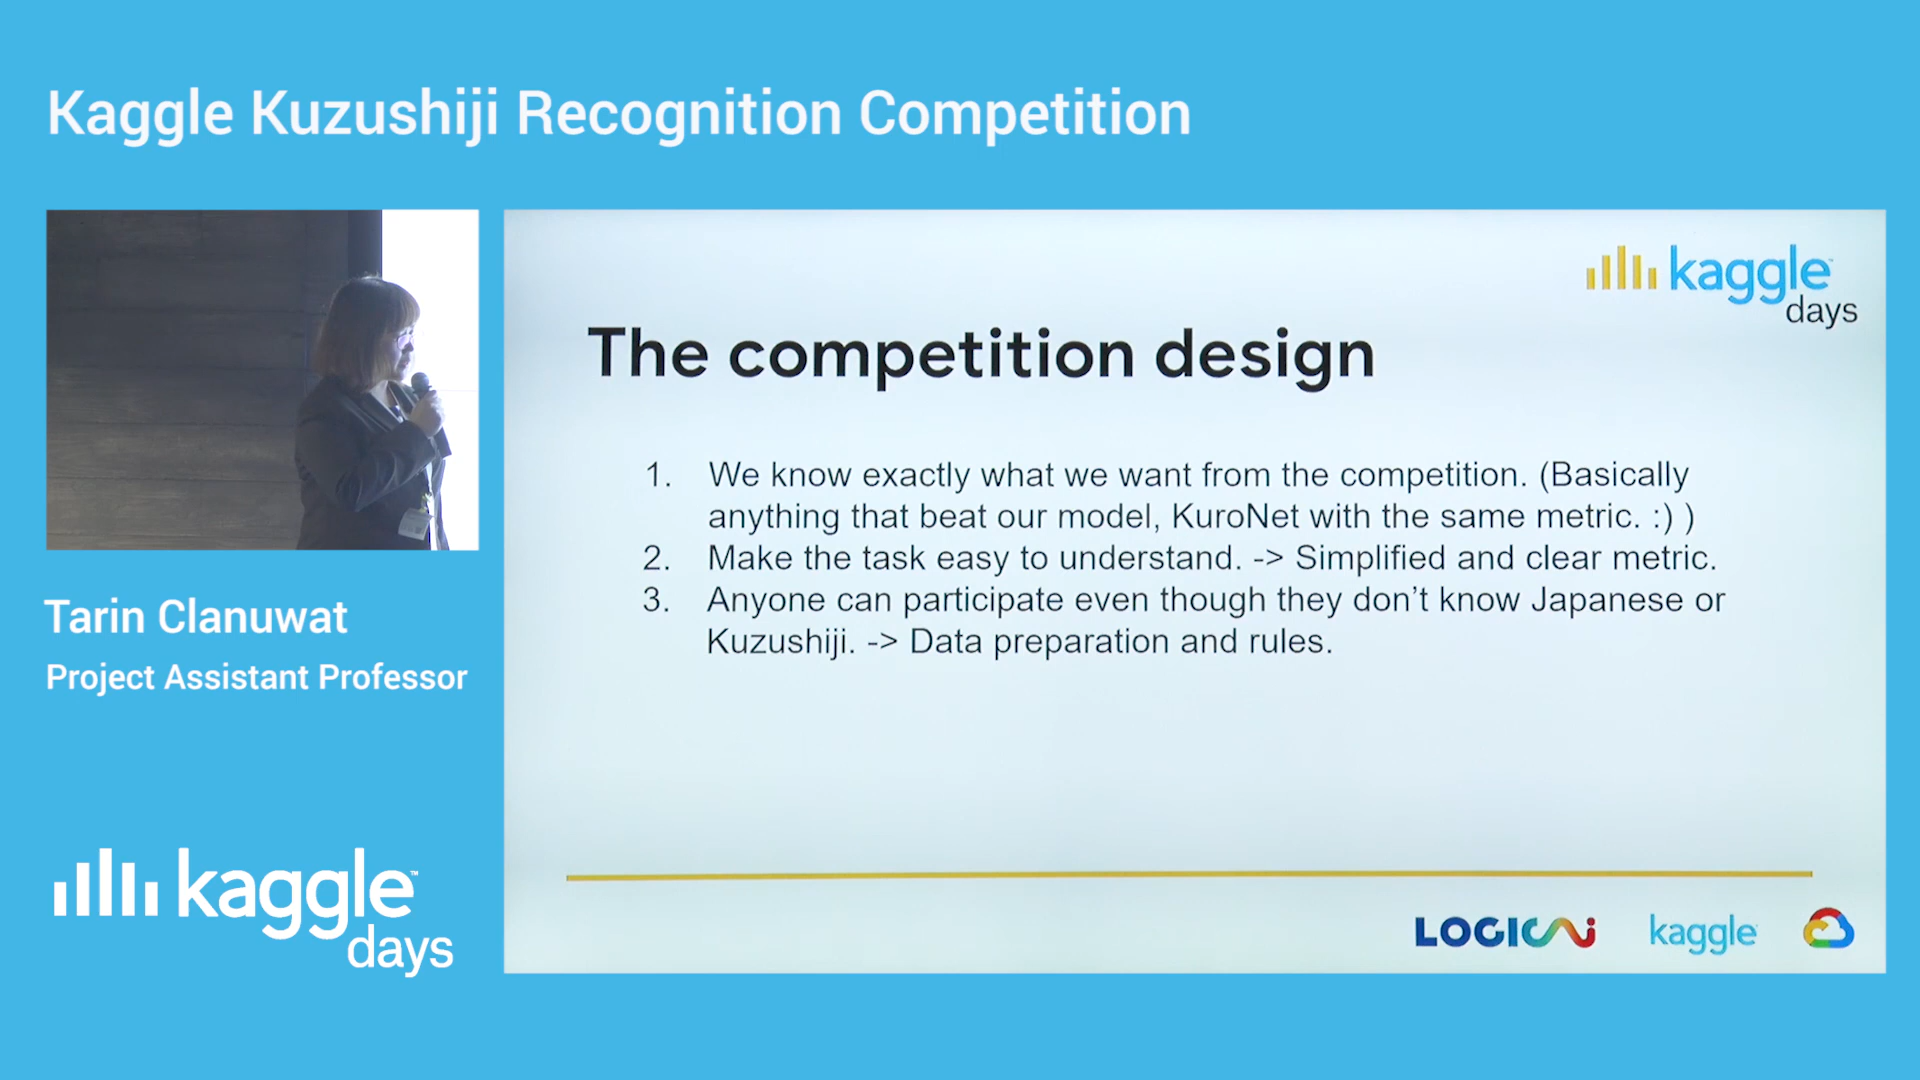 Kaggle Kuzushiji Recognition Competition
kaggle
days
The competition design
1. We know exactly what we want from the competition. (Basically
anything that beat our model, KuroNet with the same metric. :) )
2. Make the task easy to understand. -> Simplified and clear metric.
3. Anyone can participate even though they don't know Japanese or
Kuzushiji. -> Data preparation and rules.
Tarin Clanuwat
Project Assistant Professor
kaggle™
days
LOGICAI
kaggle